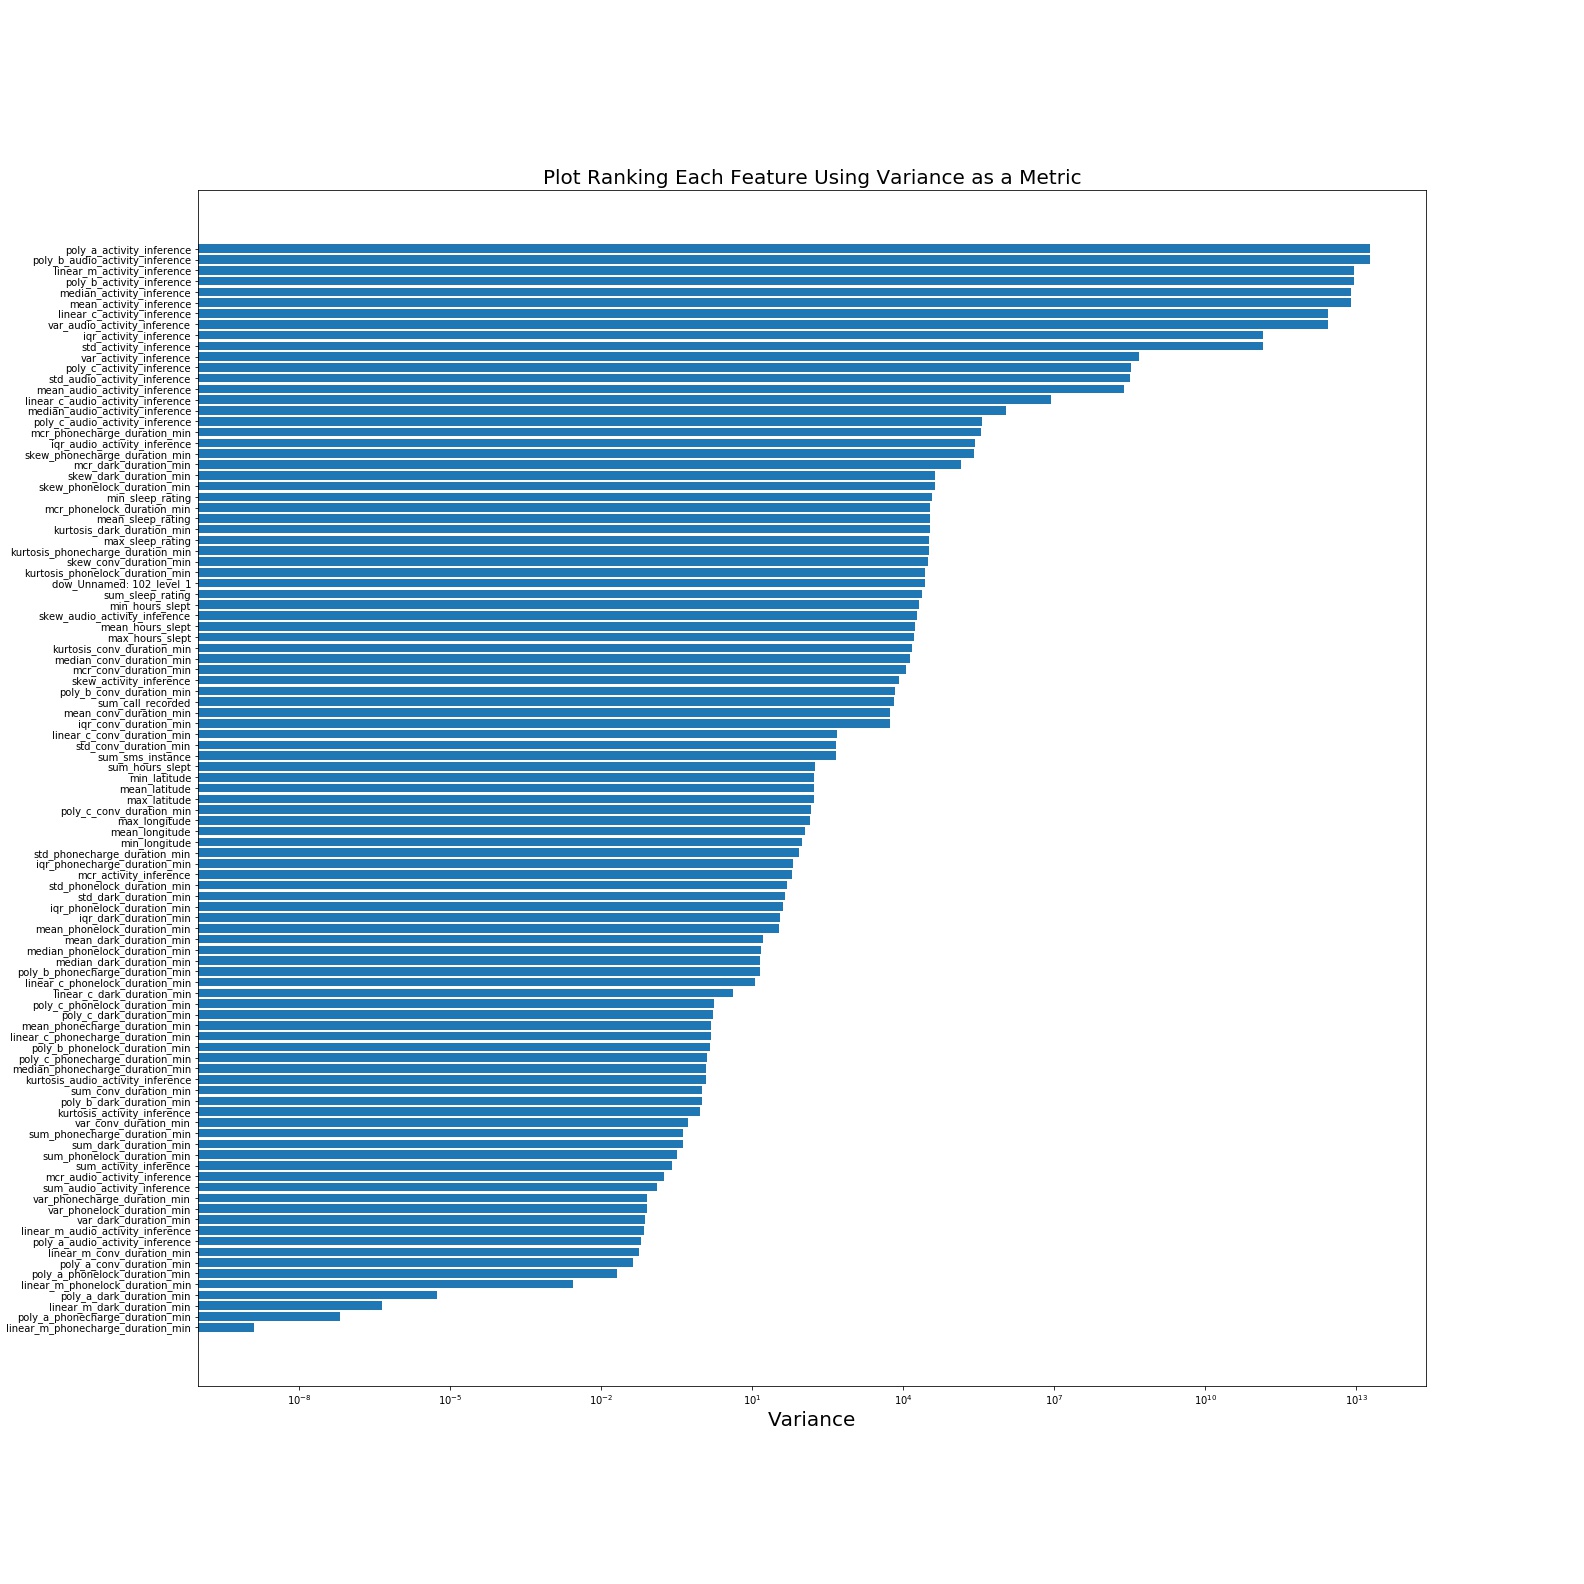 Plot Ranking Each Feature Using Variance as a Metric
poly_a_activity_inference
poly_b_audio_activity_inference
linear_m_activity_inference
poly_b_activity_inference
median_activity_inference
mean_activity_inference
linear_c_activity_inference
var_audio_activity_inference
iqr_activity_inference
std_activity_inference
var_activity_inference
poly_c_activity_inference
std_audio_activity_inference
mean_audio_activity_inference
linear_c_audio_activity_inference
median_audio_activity_inference
poly_c_audio_activity_inference
mcr_phonecharge_duration_min
iqr_audio_activity_inference
skew_phonecharge_duration_min
mcr_dark_duration_min
skew_dark_duration_min
skew_phonelock_duration_min
min_sleep_rating
mcr_phonelock_duration_min
mean_sleep_rating
kurtosis_dark_duration_min
max_sleep_rating
kurtosis_phonecharge_duration_min
skew_conv_duration_min
kurtosis_phonelock_duration_min
dow_Unnamed: 102_level_1
sum_sleep_rating
min_hours_slept
skew_audio_activity_inference
mean_hours_slept
max_hours_slept
kurtosis_conv_duration_min
median_conv_duration_min
mcr_conv_duration_min
skew_activity_inference
poly_b_conv_duration_min
sum_call_recorded
mean_conv_duration_min
iqr_conv_duration_min
linear_c_conv_duration_min
std_conv_duration_min
sum_sms_instance
sum_hours_slept
min_latitude
mean_latitude
max_latitude
poly_c_conv_duration_min
max_longitude
mean_longitude
min_longitude
std_phonecharge_duration_min
iqr_phonecharge_duration_min
mcr_activity_inference
std_phonelock_duration_min
std_dark_duration_min
iqr_phonelock_duration_min
iqr_dark_duration_min
mean_phonelock_duration_min
mean_dark_duration_min
median_phonelock_duration_min
median_dark_duration_min
poly_b_phonecharge_duration_min
linear_c_phonelock_duration_min
linear_c_dark_duration_min
poly_c_phonelock_duration_min
poly_c_dark_duration_min
mean_phonecharge_duration_min
linear_c_phonecharge_duration_min
poly_b_phonelock_duration_min
poly_c_phonecharge_duration_min
median_phonecharge_duration_min
kurtosis_audio_activity_inference
sum_conv_duration_min
poly_b_dark_duration_min
kurtosis_activity_inference
var_conv_duration_min
sum_phonecharge_duration_min
sum_dark_duration_min
sum_phonelock_duration_min
sum_activity_inference
mcr_audio_activity_inference
sum_audio_activity_inference
var_phonecharge_duration_min
var_phonelock_duration_min
var_dark_duration_min
linear_m_audio_activity_inference
poly_a_audio_activity_inference
linear_m_conv_duration_min
poly_a_conv_duration_min
poly_a_phonelock_duration_min
linear_m_phonelock_duration_min
poly_a_dark_duration_min
linear_m_dark_duration_min
poly_a_phonecharge_duration_min
linear_m_phonecharge_duration_min
10⁻⁸ 10⁻⁵ 10⁻² 10¹ 10⁴ 10⁷ 10¹⁰ 10¹³
Variance